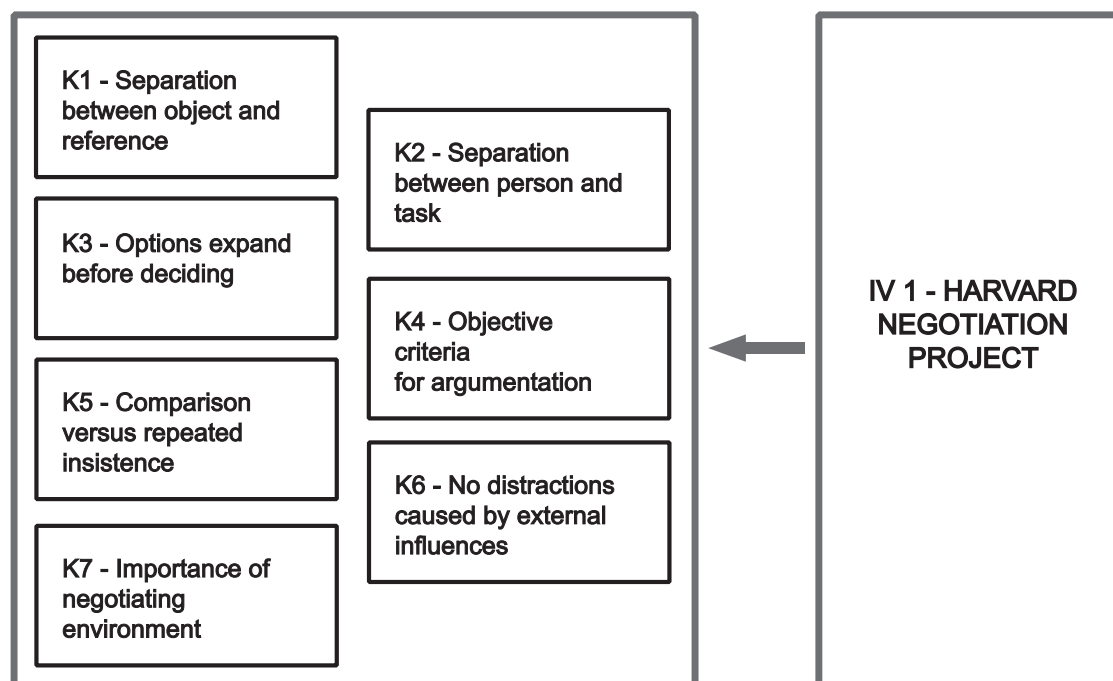 K1 - Separation
between object and
reference
K2 - Separation
between person and
task
K3 - Options expand
before deciding
K4 - Objective
criteria
for argumentation
K5 - Comparison
versus repeated
insistence
K6 - No distractions
caused by external
influences
K7 - Importance of
negotiating
environment
IV 1 - HARVARD
NEGOTIATION
PROJECT